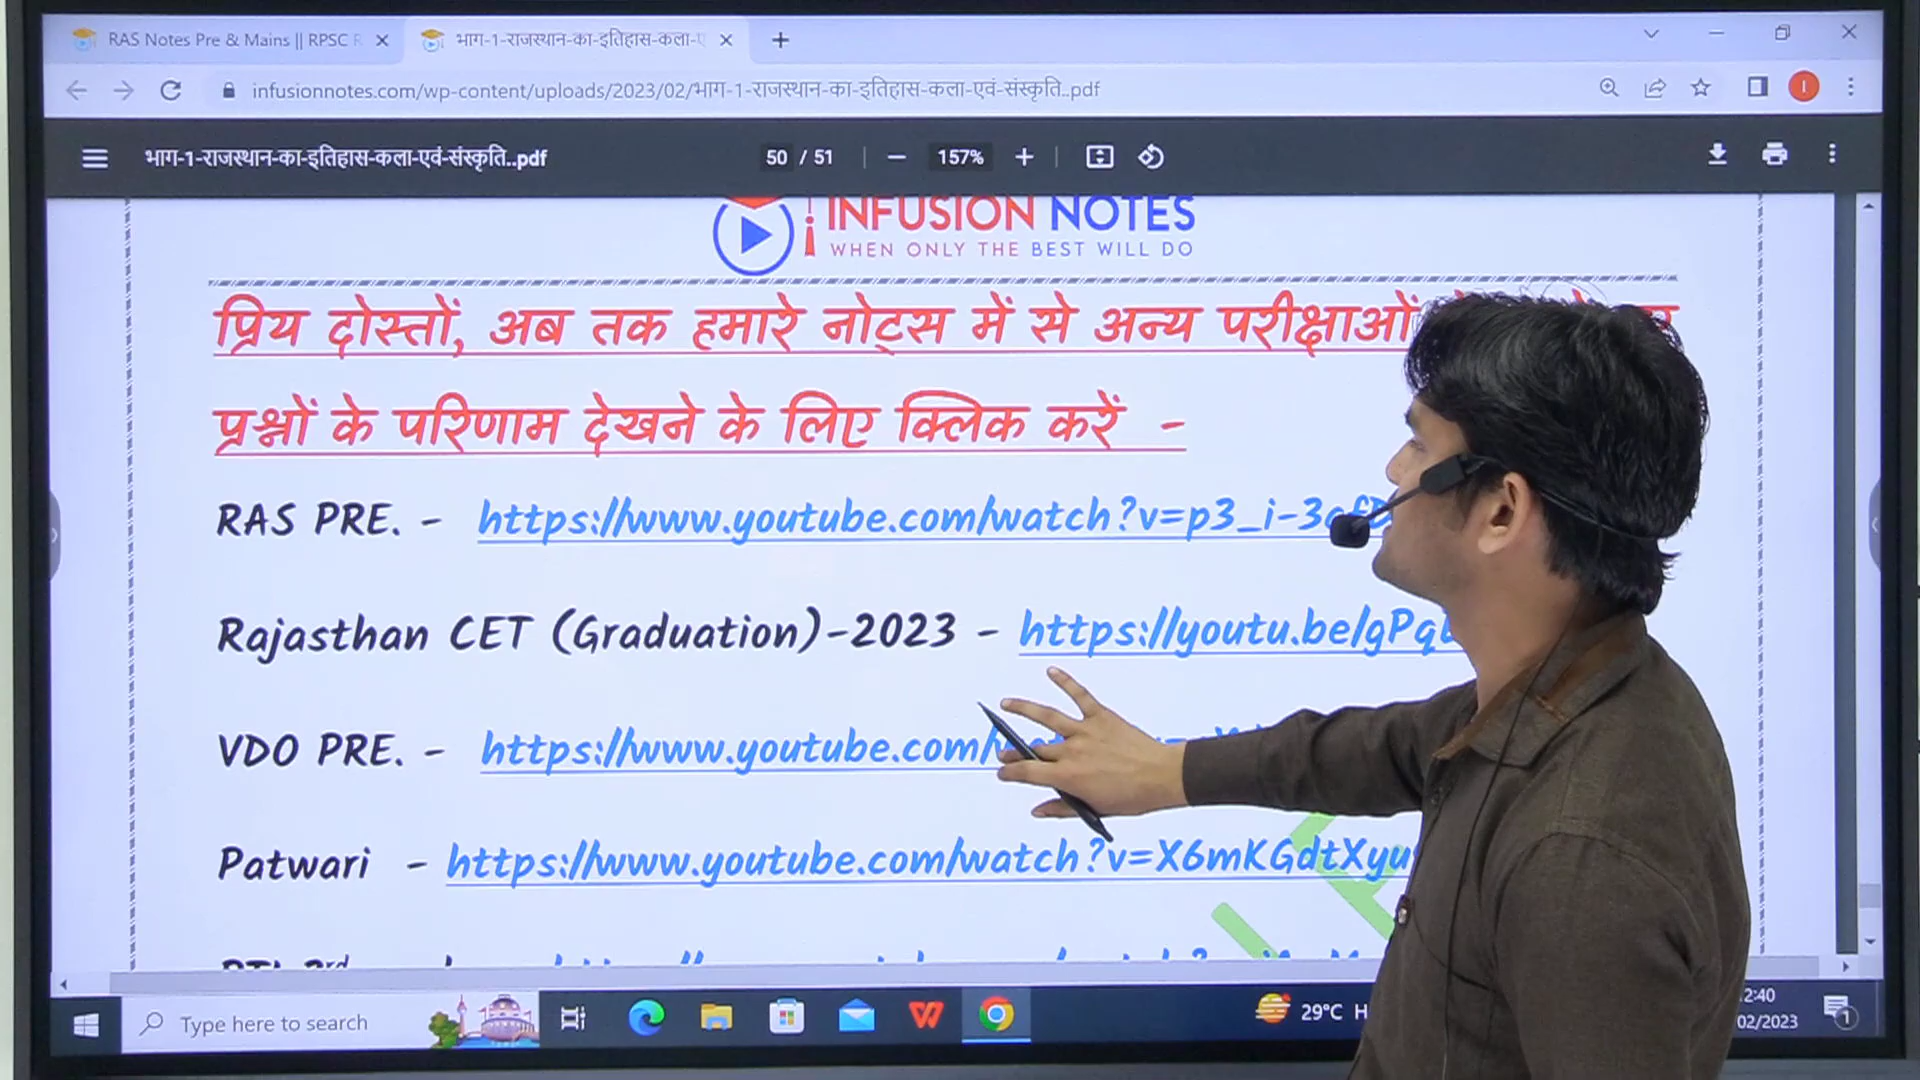 RAS Notes Pre & Mains || RPSC
भाग-1-राजस्थान-का-इतिहास-कला-ए
infusionnotes.com/wp-content/uploads/2023/02/भाग-1-राजस्थान-का-इतिहास-कला-एवं-संस्कृति..pdf
I
भाग-1-राजस्थान-का-इतिहास-कला-एवं-संस्कृति..pdf
50 / 51
157%
INFUSION NOTES
WHEN ONLY THE BEST WILL DO
प्रिय दोस्तों, अब तक हमारे नोट्स में से अन्य परीक्षाओं
प्रश्नों के परिणाम देखने के लिए क्लिक करें -
RAS PRE. - https://www.youtube.com/watch?v=p3_i-3
Rajasthan CET (Graduation)-2023 - https://youtu.be/gPq
VDO PRE. - https://www.youtube.com/
Patwari - https://www.youtube.com/watch?v=X6mKGdtXyu
Type here to search
29°C H
2:40
02/2023
1